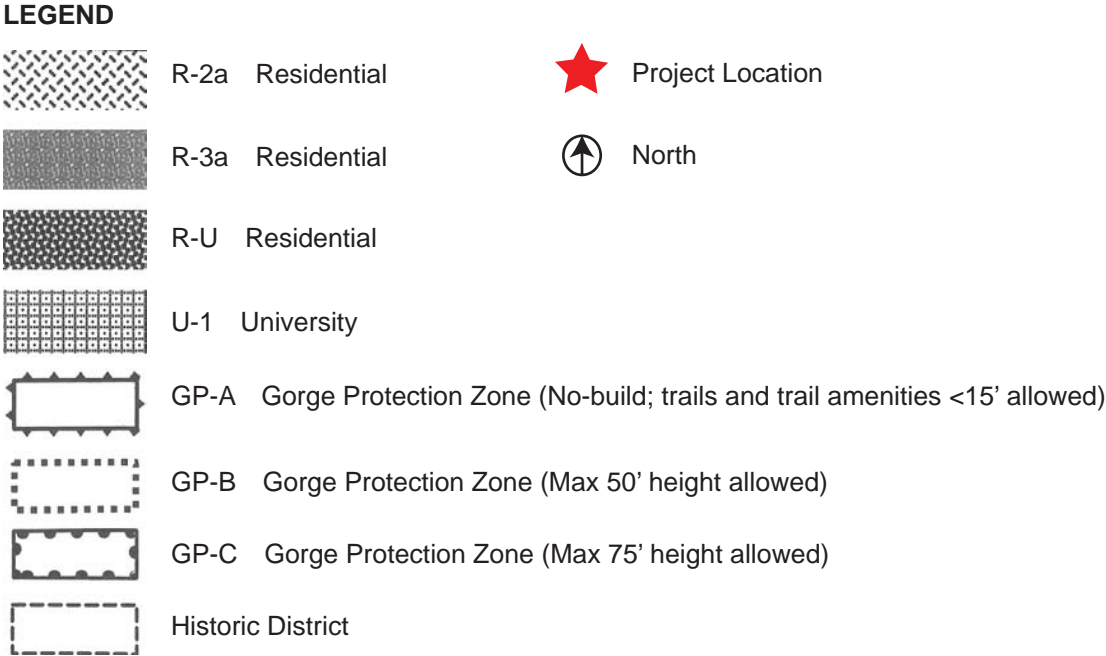 LEGEND
R-2a Residential
Project Location
R-3a Residential
North
R-U Residential
U-1 University
GP-A Gorge Protection Zone (No-build; trails and trail amenities <15’ allowed)
GP-B Gorge Protection Zone (Max 50’ height allowed)
GP-C Gorge Protection Zone (Max 75’ height allowed)
Historic District